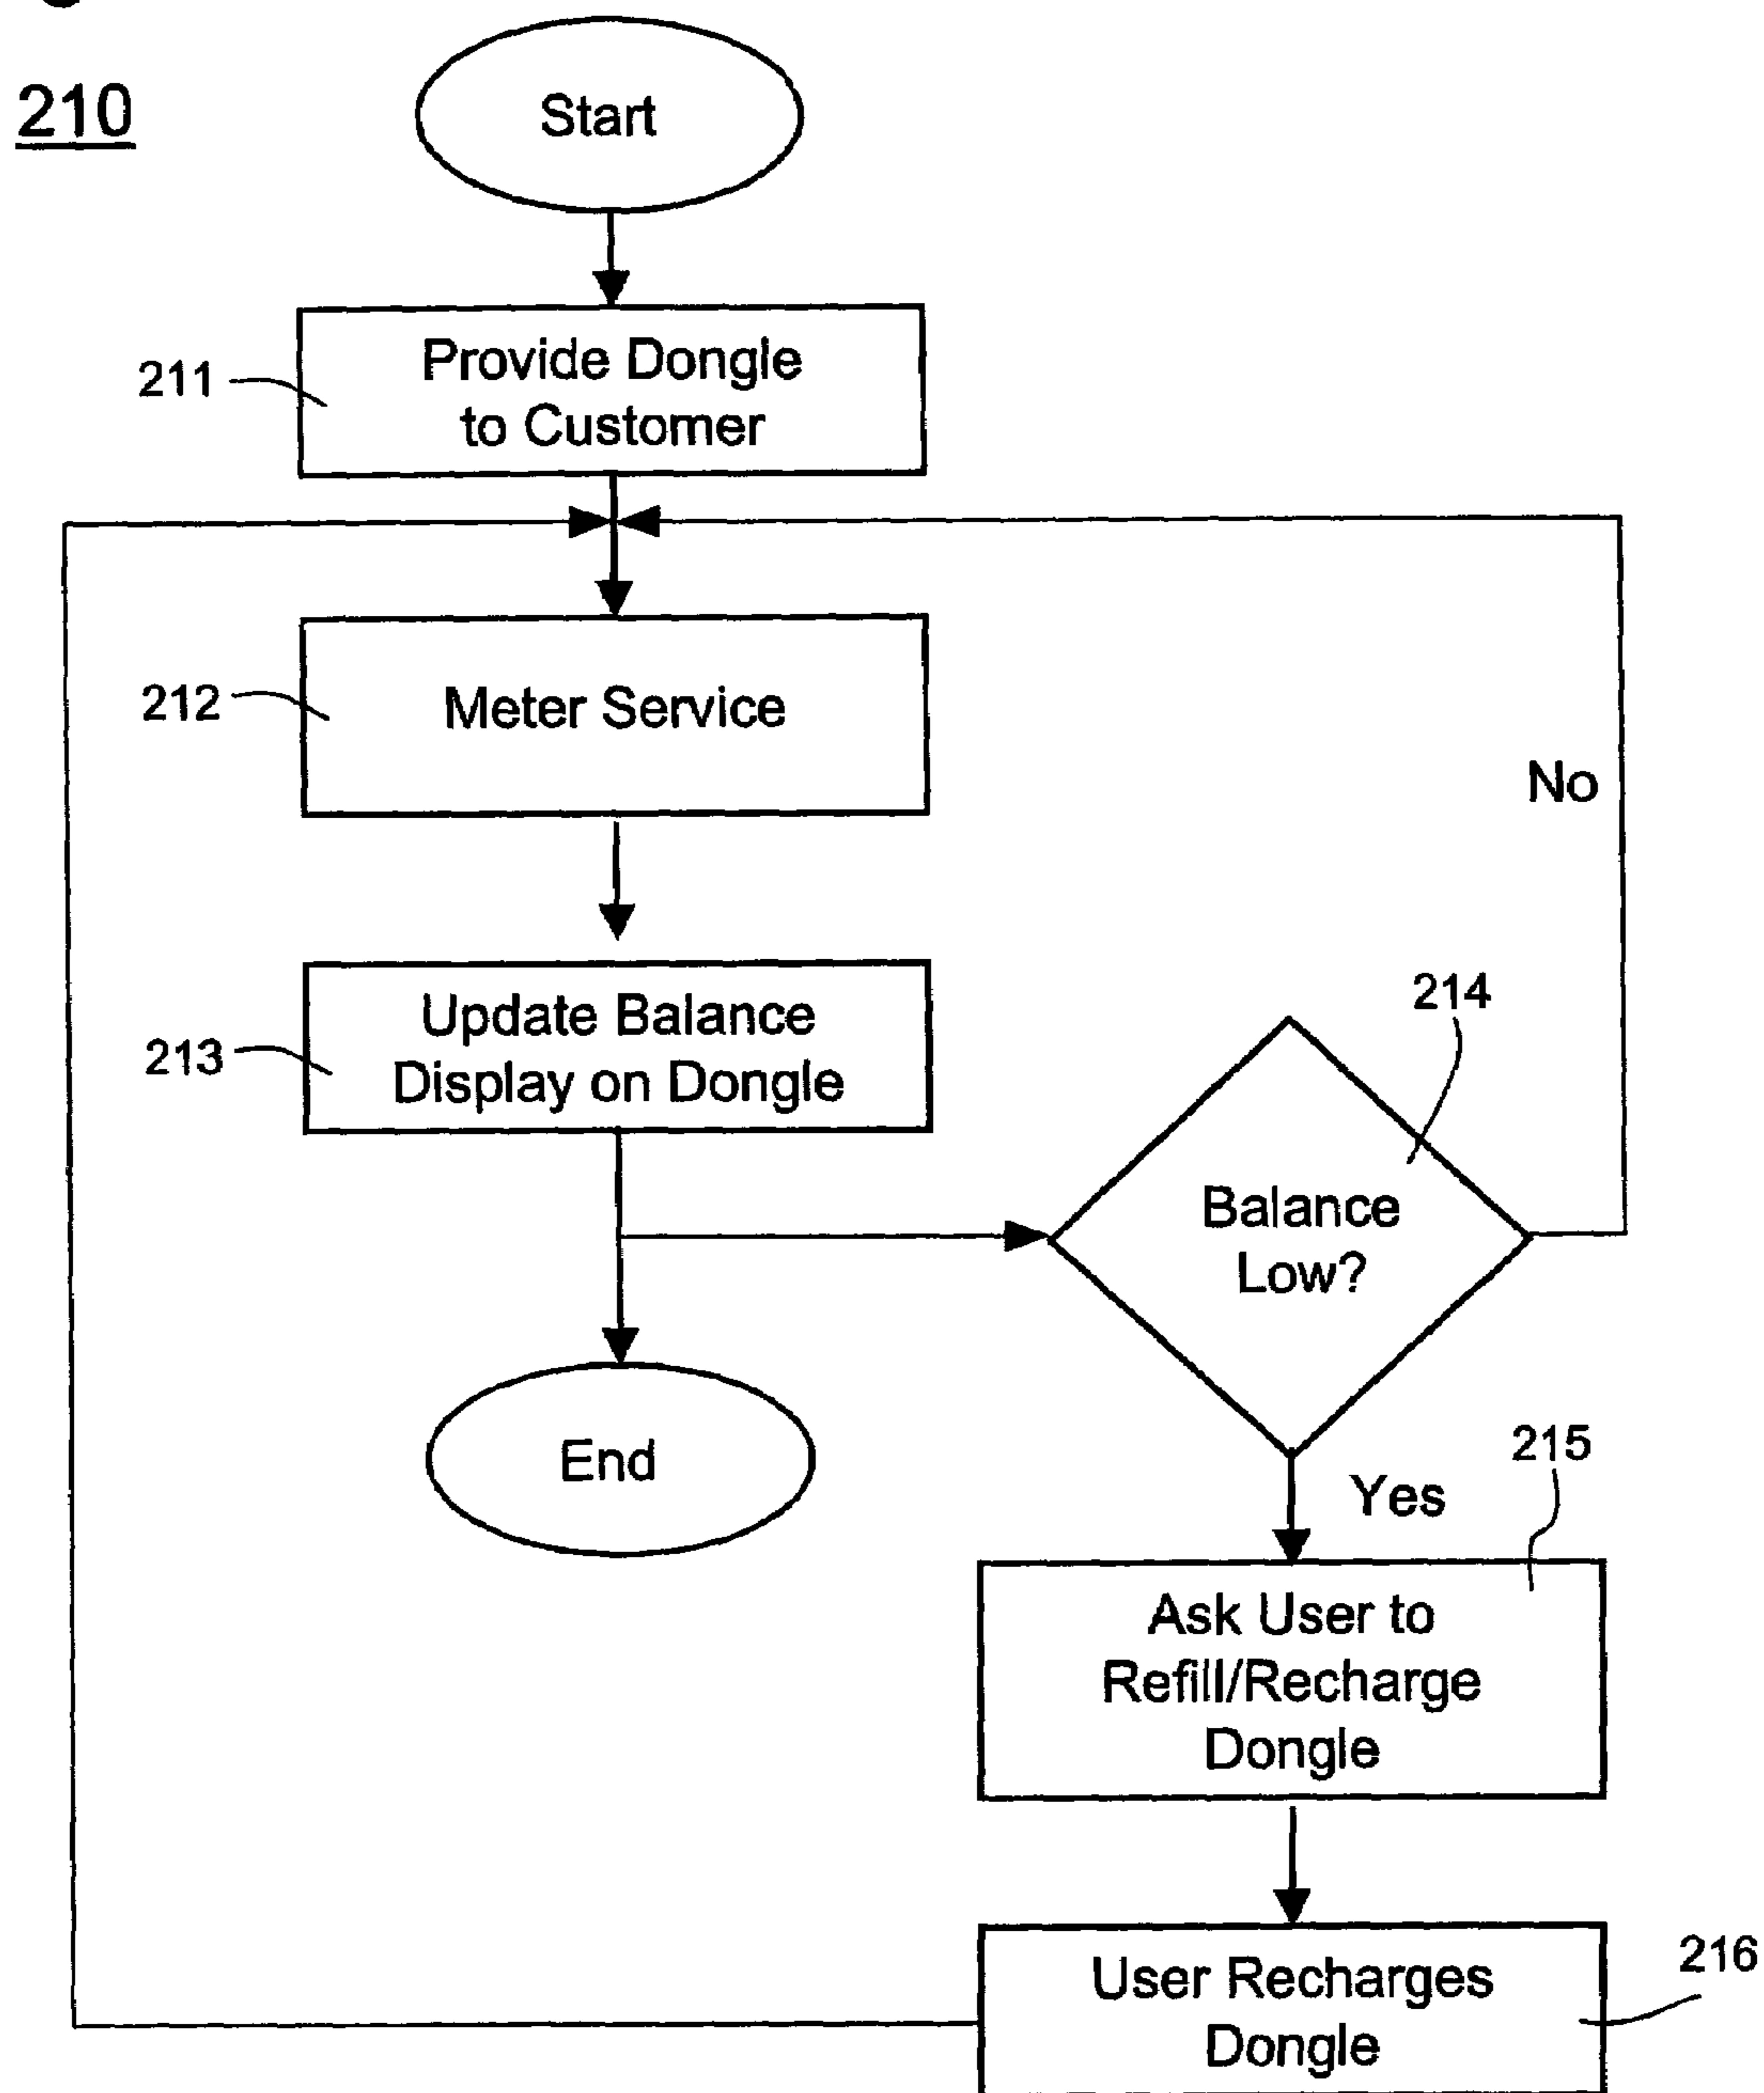 210
Start
211
Provide Dongle
to Customer
212
Meter Service
No
213
Update Balance
Display on Dongle
214
Balance
Low?
End
Yes
215
Ask User to
Refill/Recharge
Dongle
216
User Recharges
Dongle